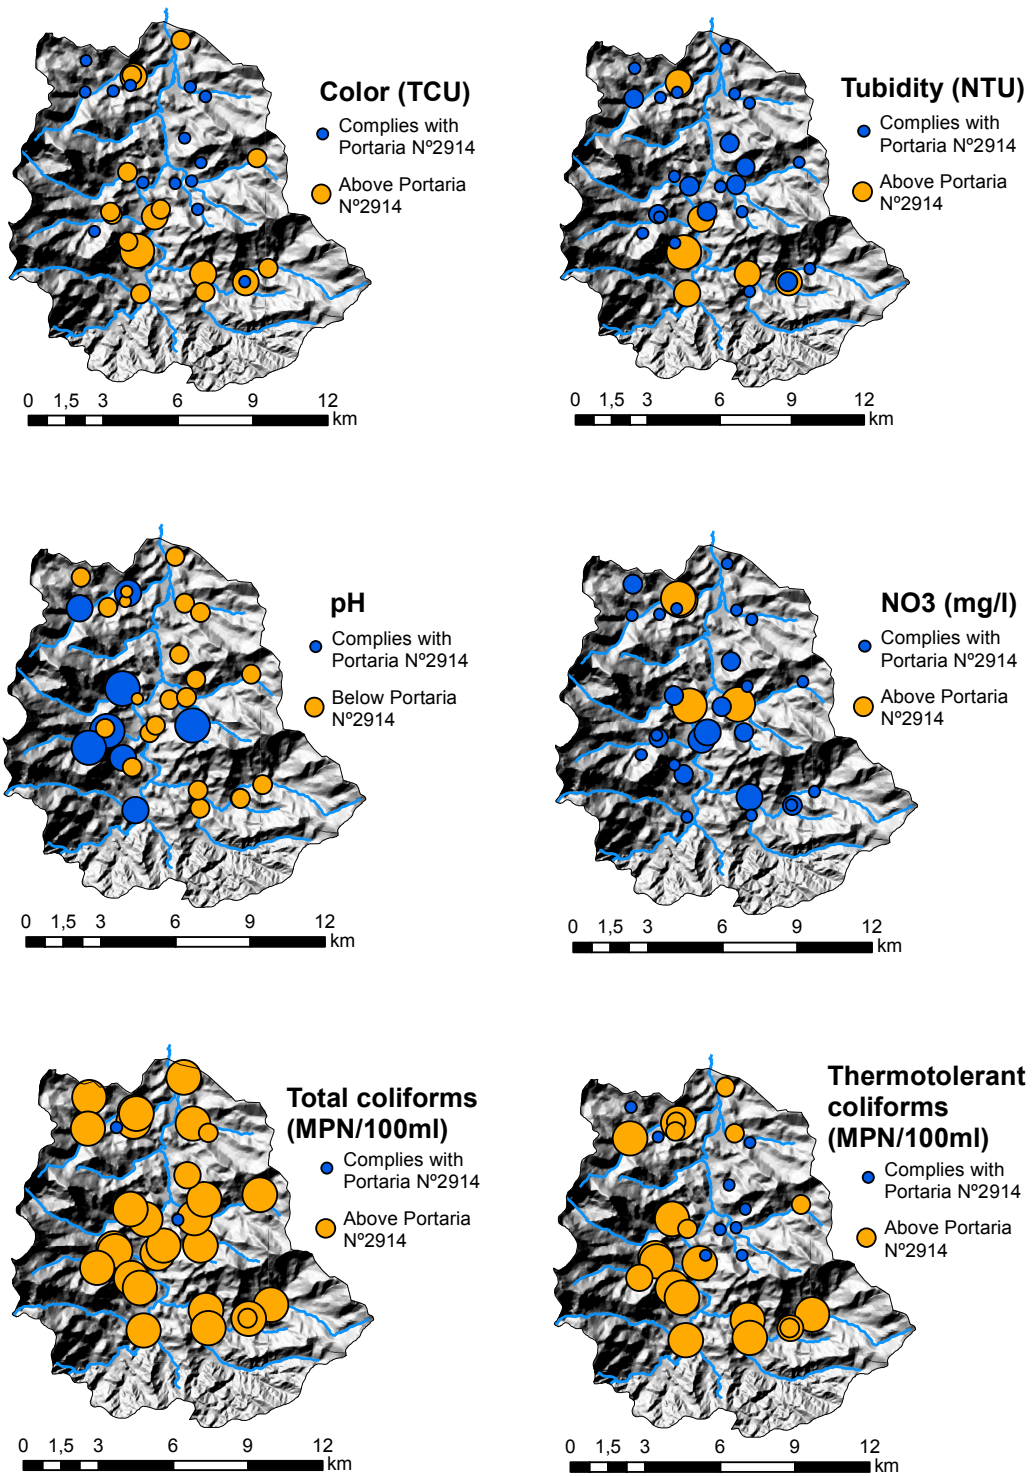 Color (TCU)
Complies with
Portaria Nº2914
Above Portaria
Nº2914
0 1,5 3 6 9 12
km
Tubidity (NTU)
Complies with
Portaria Nº2914
Above Portaria
Nº2914
0 1,5 3 6 9 12
km
pH
Complies with
Portaria Nº2914
Below Portaria
Nº2914
0 1,5 3 6 9 12
km
NO3 (mg/l)
Complies with
Portaria Nº2914
Above Portaria
Nº2914
0 1,5 3 6 9 12
km
Total coliforms
(MPN/100ml)
Complies with
Portaria Nº2914
Above Portaria
Nº2914
0 1,5 3 6 9 12
km
Thermotolerant
coliforms
(MPN/100ml)
Complies with
Portaria Nº2914
Above Portaria
Nº2914
0 1,5 3 6 9 12
km